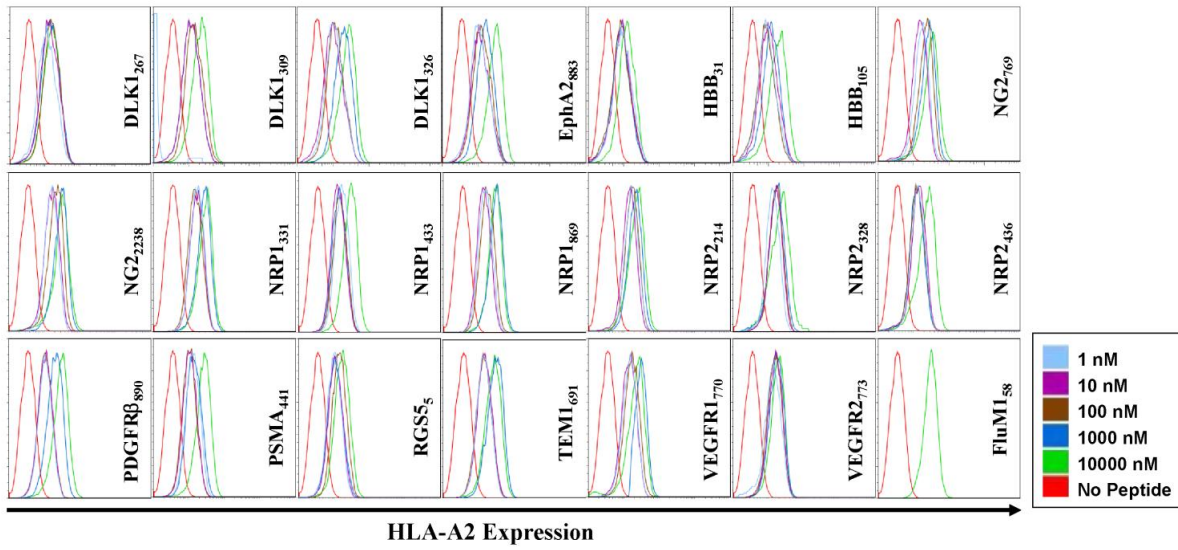 DLK1₂₆₇
DLK1₃₀₉
DLK1₃₂₆
EphA2₈₈₃
HBB₃₁
HBB₁₀₅
NG2₇₆₉
NG2₂₂₃₈
NRP1₃₃₁
NRP1₄₃₃
NRP1₈₆₉
NRP2₂₁₄
NRP2₃₂₈
NRP2₄₃₆
PDGFRβ₈₉₀
PSMA₄₄₁
RGS5₅
TEM1₆₉₁
VEGFR1₇₇₀
VEGFR2₇₇₃
FluM1₅₈
HLA-A2 Expression
1 nM
10 nM
100 nM
1000 nM
10000 nM
No Peptide